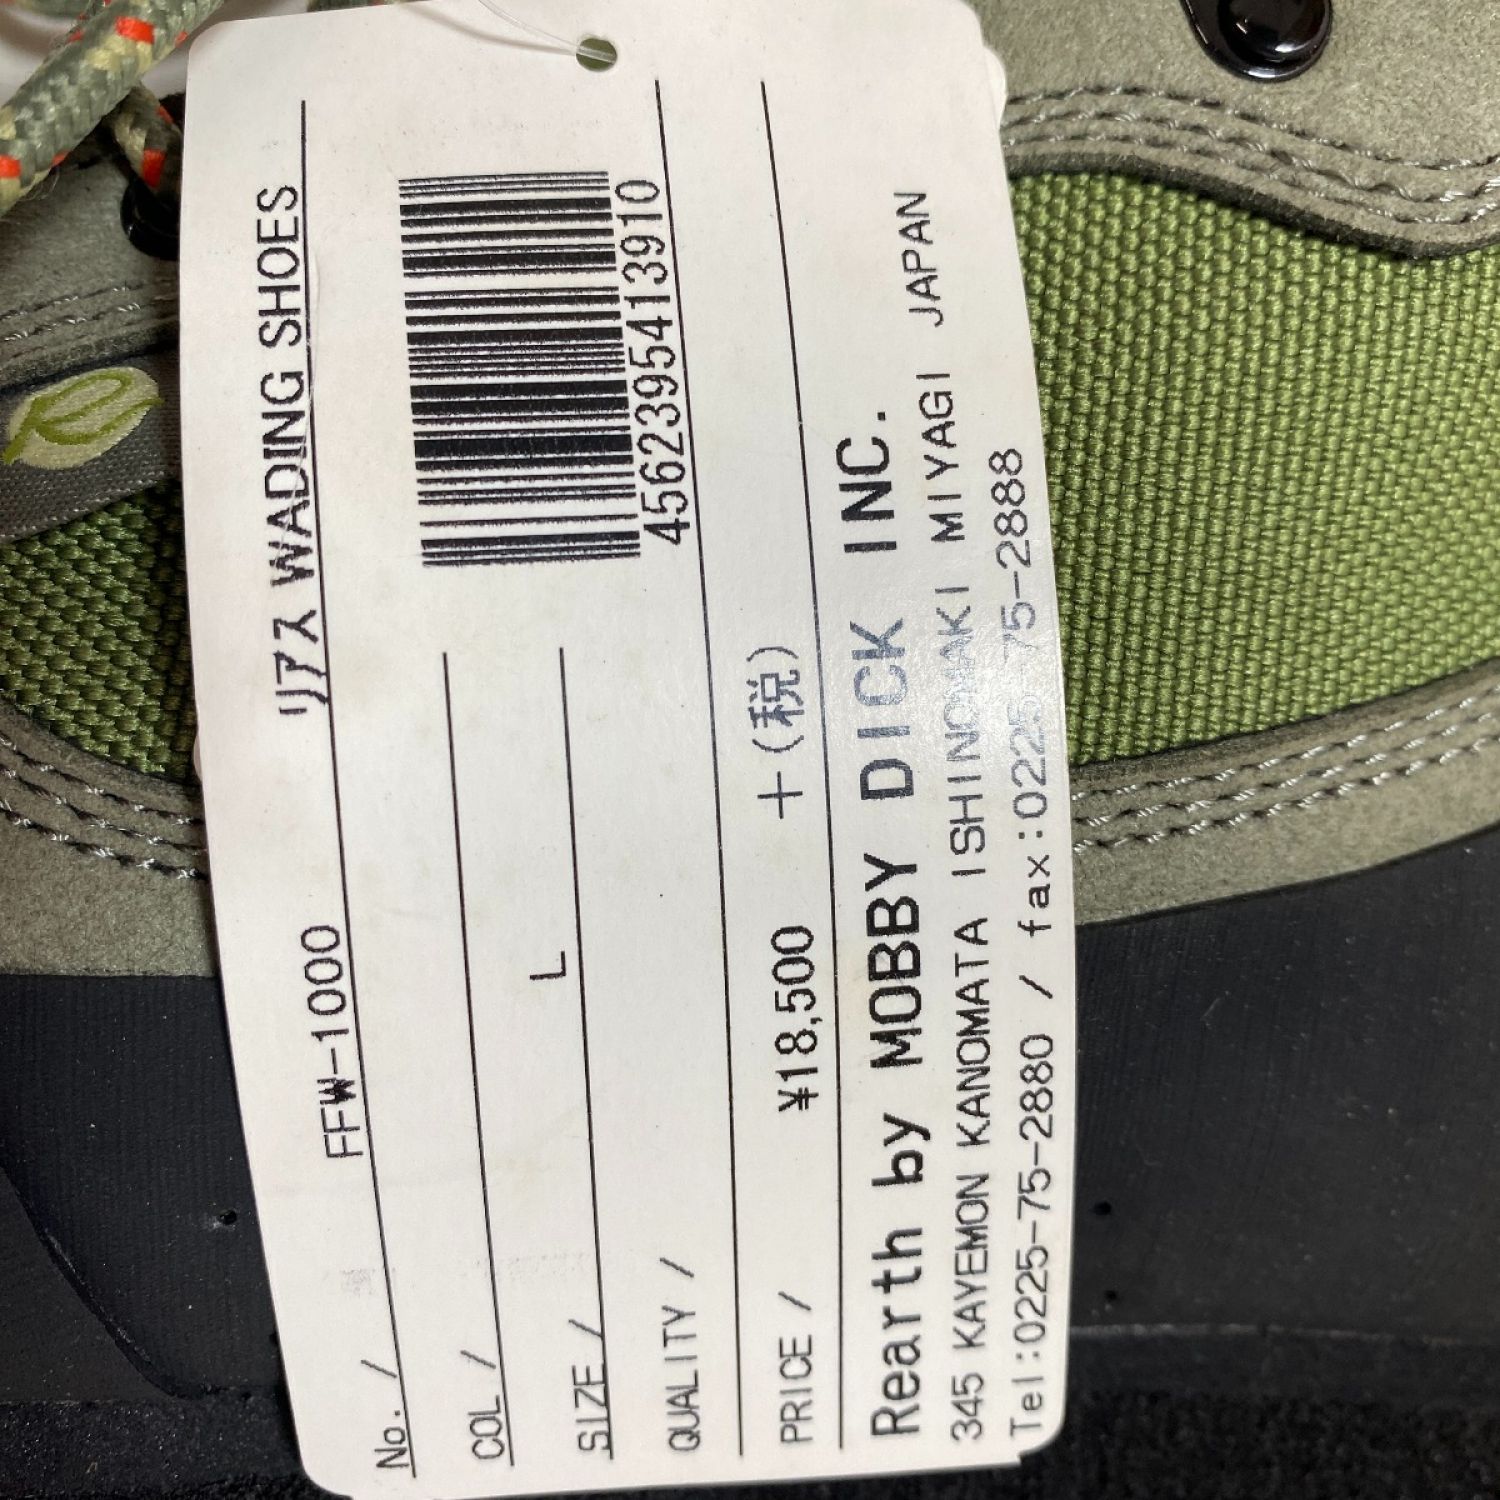 No. / FFW-1000 リアス WADING SHOES
COL /
SIZE / L
4562395413910
QUALITY /
PRICE / ¥18,500 +(税)
Rearth by MOBBY DICK INC.
345 KAYEMON KANOMATA ISHINOMAKI MIYAGI JAPAN
Tel:0225-75-2880 / fax:0225-75-2888